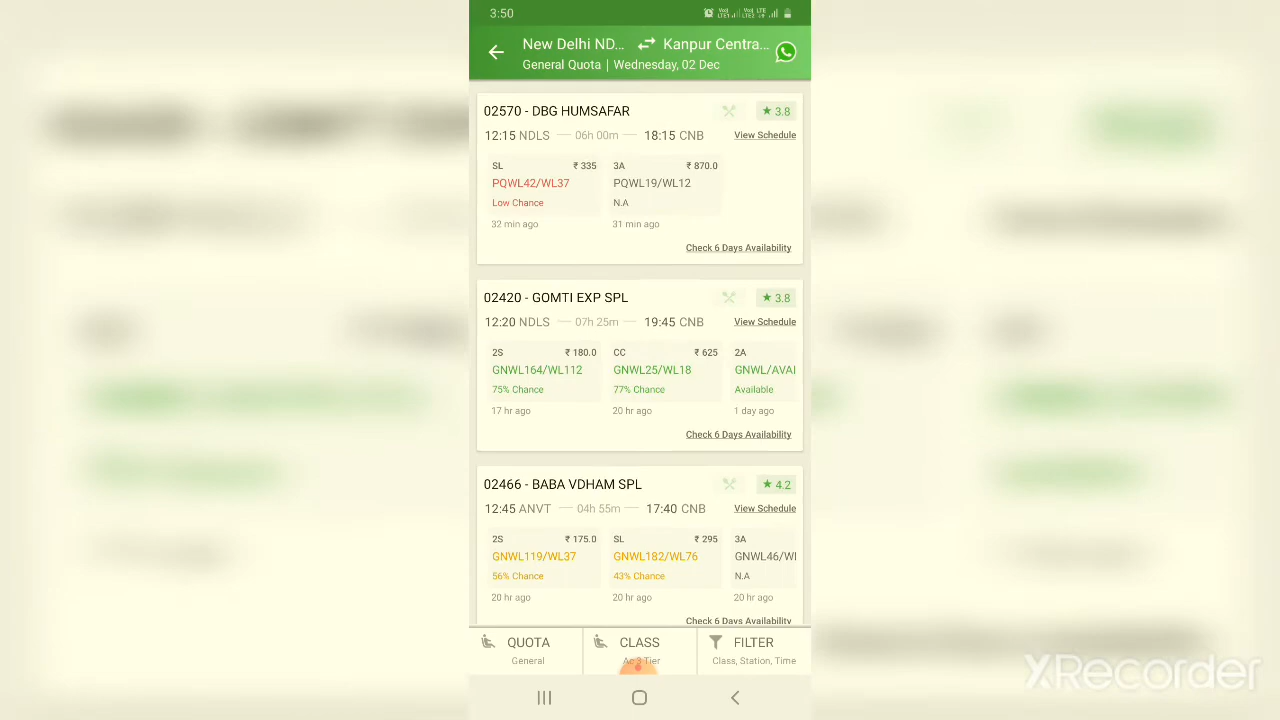 3:50
New Delhi ND... Kanpur Centra...
General Quota | Wednesday, 02 Dec
02570 - DBG HUMSAFAR ★ 3.8
12:15 NDLS 06h 00m 18:15 CNB View Schedule
SL ₹ 335 3A ₹ 870.0
PQWL42/WL37 PQWL19/WL12
Low Chance N.A
32 min ago 31 min ago
Check 6 Days Availability
02420 - GOMTI EXP SPL ★ 3.8
12:20 NDLS 07h 25m 19:45 CNB View Schedule
2S ₹ 180.0 CC ₹ 625 2A
GNWL164/WL112 GNWL25/WL18 GNWL/AVAI
75% Chance 77% Chance Available
17 hr ago 20 hr ago 1 day ago
Check 6 Days Availability
02466 - BABA VDHAM SPL ★ 4.2
12:45 ANVT 04h 55m 17:40 CNB View Schedule
2S ₹ 175.0 SL ₹ 295 3A
GNWL119/WL37 GNWL182/WL76 GNWL46/WI
56% Chance 43% Chance N.A
20 hr ago 20 hr ago 20 hr ago
Check 6 Days Availability
QUOTA CLASS FILTER
General Ac 3 Tier Class, Station, Time
XRecorder